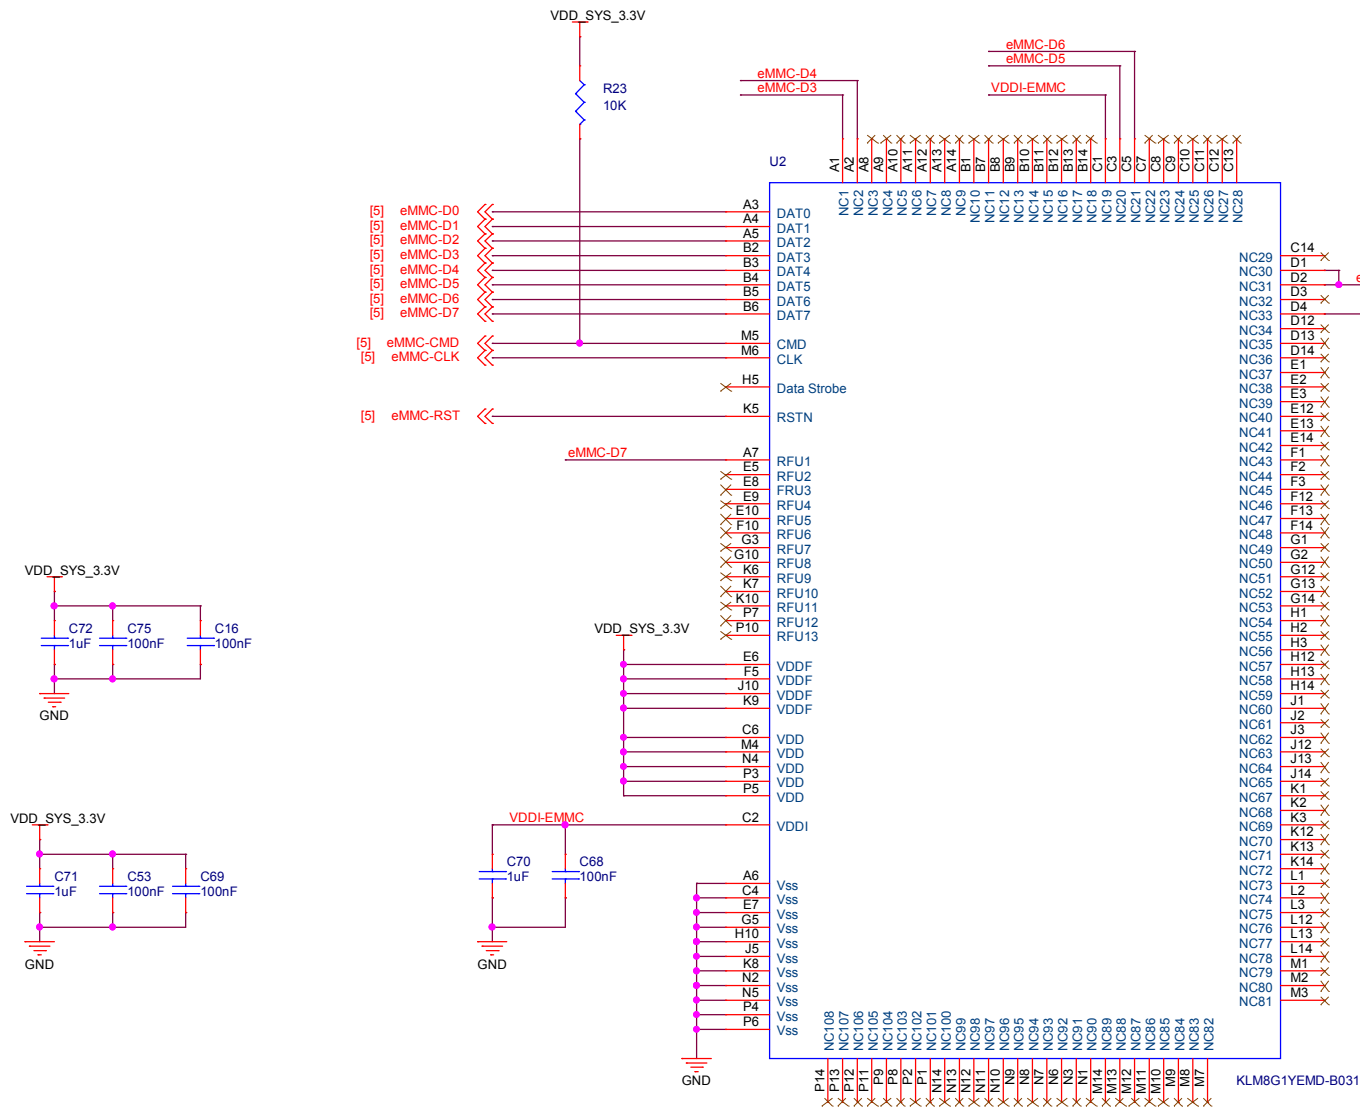 VDD_SYS_3.3V
R23
10K
eMMC-D6
eMMC-D5
eMMC-D4
VDDI-EMMC
eMMC-D3
U2
A1 A2 A8 A9 A10 A11 A12 A13 A14 B1 B7 B8 B9 B10 B11 B12 B13 B14 C1 C3 C5 C7 C8 C9 C10 C11 C12 C13
NC1 NC2 NC3 NC4 NC5 NC6 NC7 NC8 NC9 NC10 NC11 NC12 NC13 NC14 NC15 NC16 NC17 NC18 NC19 NC20 NC21 NC22 NC23 NC24 NC25 NC26 NC27 NC28
[5] eMMC-D0 A3 DAT0
[5] eMMC-D1 A4 DAT1
[5] eMMC-D2 A5 DAT2
[5] eMMC-D3 B2 DAT3
[5] eMMC-D4 B3 DAT4
[5] eMMC-D5 B4 DAT5
[5] eMMC-D6 B5 DAT6
[5] eMMC-D7 B6 DAT7
[5] eMMC-CMD M5 CMD
[5] eMMC-CLK M6 CLK
H5 Data Strobe
[5] eMMC-RST K5 RSTN
eMMC-D7 A7 RFU1
E5 RFU2
E8 FRU3
E9 RFU4
E10 RFU5
F10 RFU6
G3 RFU7
G10 RFU8
K6 RFU9
K7 RFU10
K10 RFU11
P7 RFU12
P10 RFU13
VDD_SYS_3.3V
E6 VDDF
F5 VDDF
J10 VDDF
K9 VDDF
C6 VDD
M4 VDD
N4 VDD
P3 VDD
P5 VDD
VDDI-EMMC C2 VDDI
C70
1uF
C68
100nF
GND
A6 Vss
C4 Vss
E7 Vss
G5 Vss
H10 Vss
J5 Vss
K8 Vss
N2 Vss
N5 Vss
P4 Vss
P6 Vss
GND
NC29 C14
NC30 D1
NC31 D2 e
NC32 D3
NC33 D4
NC34 D12
NC35 D13
NC36 D14
NC37 E1
NC38 E2
NC39 E3
NC40 E12
NC41 E13
NC42 E14
NC43 F1
NC44 F2
NC45 F3
NC46 F12
NC47 F13
NC48 F14
NC49 G1
NC50 G2
NC51 G12
NC52 G13
NC53 G14
NC54 H1
NC55 H2
NC56 H3
NC57 H12
NC58 H13
NC59 H14
NC60 J1
NC61 J2
NC62 J3
NC63 J12
NC64 J13
NC65 J14
NC67 K1
NC68 K2
NC69 K3
NC70 K12
NC71 K13
NC72 K14
NC73 L1
NC74 L2
NC75 L3
NC76 L12
NC77 L13
NC78 L14
NC79 M1
NC80 M2
NC81 M3
NC108 NC107 NC106 NC105 NC104 NC103 NC102 NC101 NC100 NC99 NC98 NC97 NC96 NC95 NC94 NC93 NC92 NC91 NC90 NC89 NC88 NC87 NC86 NC85 NC84 NC83 NC82
P14 P13 P12 P11 P9 P8 P2 P1 N14 N13 N12 N11 N10 N9 N8 N7 N6 N3 N1 M14 M13 M12 M11 M10 M9 M8 M7
KLM8G1YEMD-B031
VDD_SYS_3.3V
C72
1uF
C75
100nF
C16
100nF
GND
VDD_SYS_3.3V
C71
1uF
C53
100nF
C69
100nF
GND